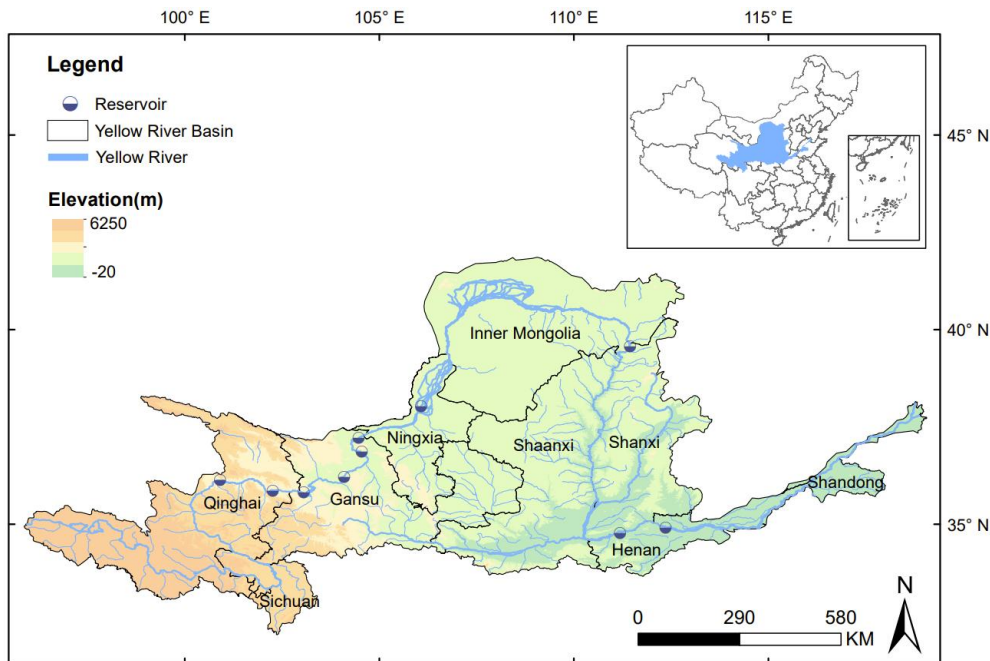 100° E 105° E 110° E 115° E
Legend
Reservoir
Yellow River Basin
Yellow River
Elevation(m)
6250
-20
45° N
40° N
35° N
Inner Mongolia
Ningxia
Shaanxi
Shanxi
Gansu
Qinghai
Shandong
Henan
Sichuan
N
0 290 580
KM